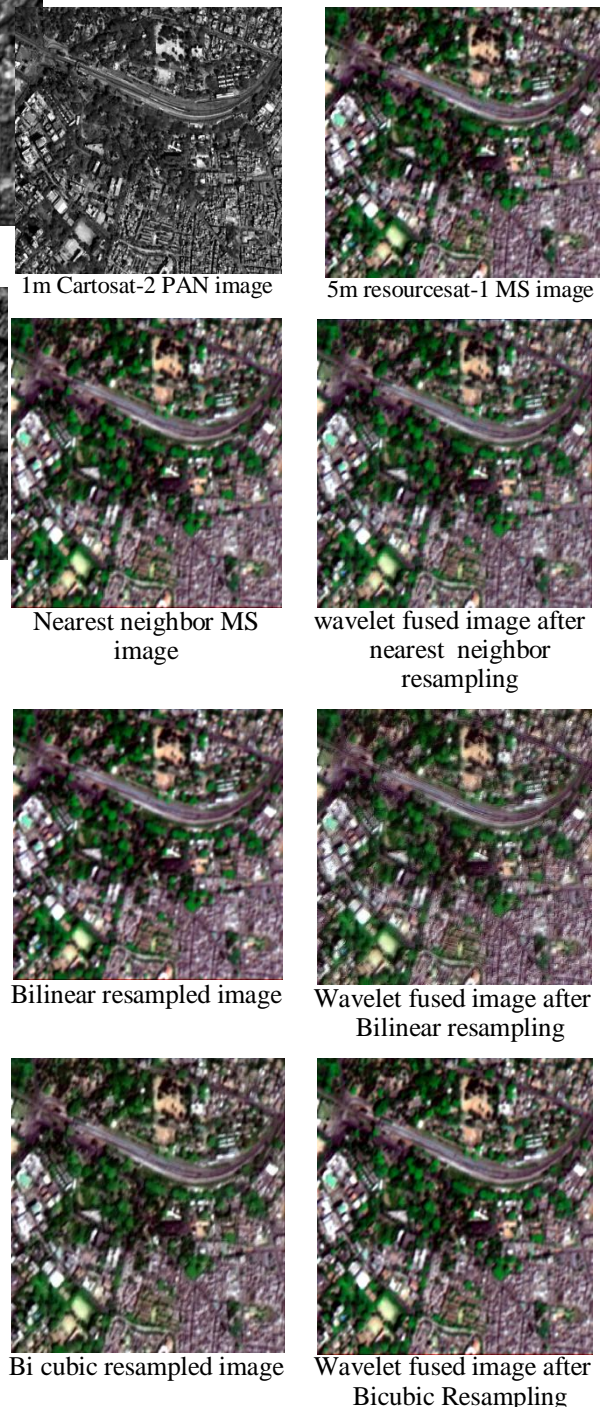 1m Cartosat-2 PAN image
5m resourcesat-1 MS image
Nearest neighbor MS
image
wavelet fused image after
nearest neighbor
resampling
Bilinear resampled image
Wavelet fused image after
Bilinear resampling
Bi cubic resampled image
Wavelet fused image after
Bicubic Resampling